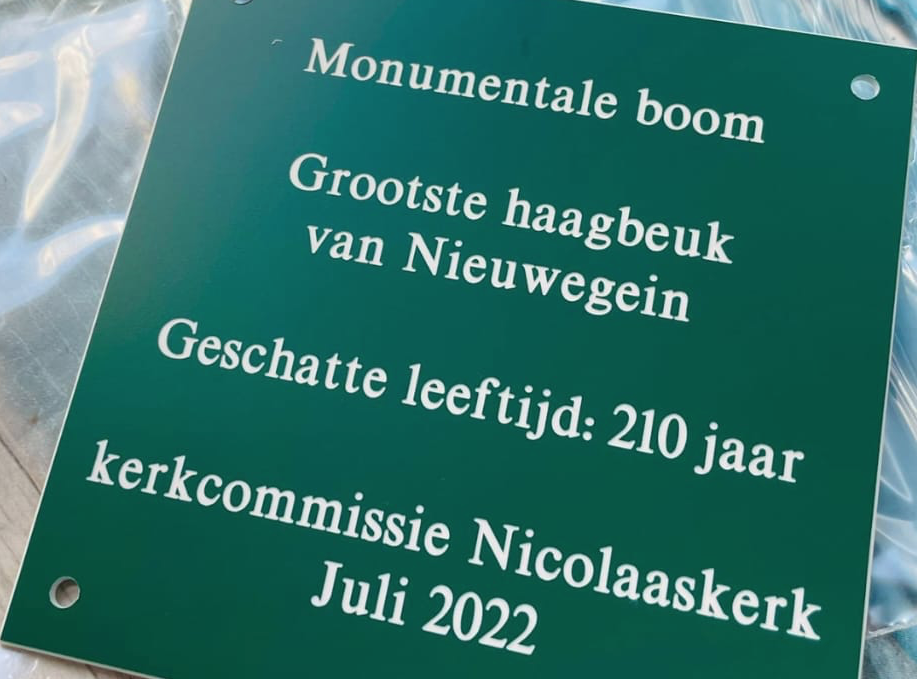 Monumentale boom
Grootste haagbeuk
van Nieuwegein
Geschatte leeftijd: 210 jaar
kerkcommissie Nicolaaskerk
Juli 2022